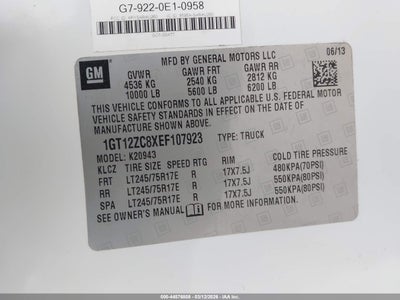 G7-922-0E1-0958
GM
MFD BY GENERAL MOTORS LLC 06/13
GVWR GAWR FRT GAWR RR
4536 KG 2540 KG 2812 KG
10000 LB 5600 LB 6200 LB
THIS VEHICLE CONFORMS TO ALL APPLICABLE U.S. FEDERAL MOTOR
VEHICLE SAFETY STANDARDS IN EFFECT ON THE DATE OF
MANUFACTURE SHOWN ABOVE.
1GT12ZC8XEF107923 TYPE: TRUCK
MODEL: K20943
KLCZ TIRE SIZE SPEED RTG RIM COLD TIRE PRESSURE
FRT LT245/75R17E R 17X7.5J 480KPA(70PSI)
RR LT245/75R17E R 17X7.5J 550KPA(80PSI)
SPA LT245/75R17E R 17X7.5J 550KPA(80PSI)
SEE OWNER'S MANUAL